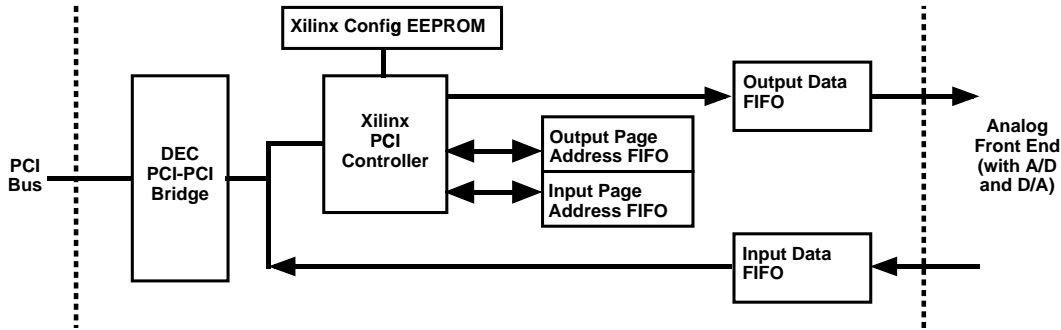 Xilinx Config EEPROM
PCI
Bus
DEC
PCI-PCI
Bridge
Xilinx
PCI
Controller
Output Page
Address FIFO
Input Page
Address FIFO
Output Data
FIFO
Input Data
FIFO
Analog
Front End
(with A/D
and D/A)